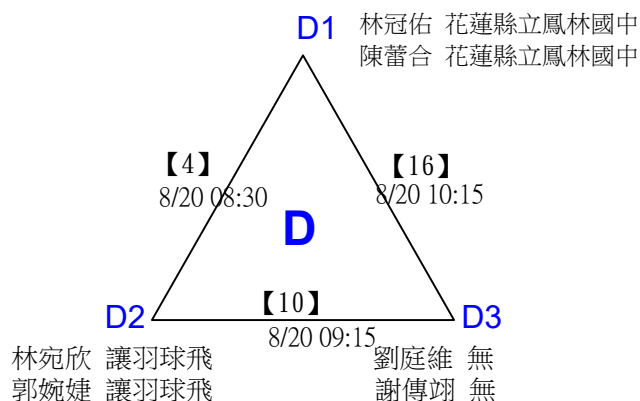 D1 林冠佑 花蓮縣立鳳林國中
陳蕾合 花蓮縣立鳳林國中
【4】
8/20 08:30
【16】
8/20 10:15
D
【10】
8/20 09:15
D2
D3
林宛欣 讓羽球飛
郭婉婕 讓羽球飛
劉庭維 無
謝傳翊 無